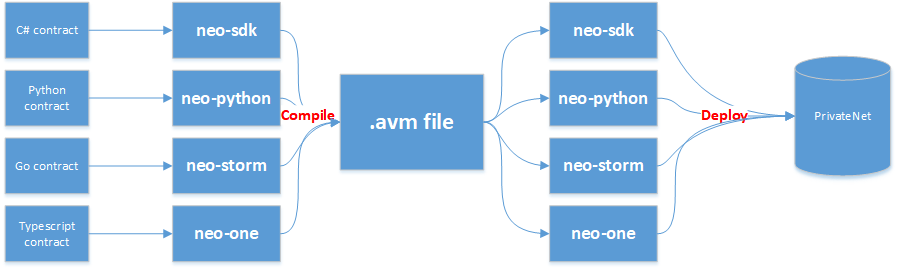 C# contract
neo-sdk
Python
contract
neo-python
Go contract
neo-storm
Typescript
contract
neo-one
Compile
.avm file
neo-sdk
neo-python
neo-storm
neo-one
Deploy
PrivateNet